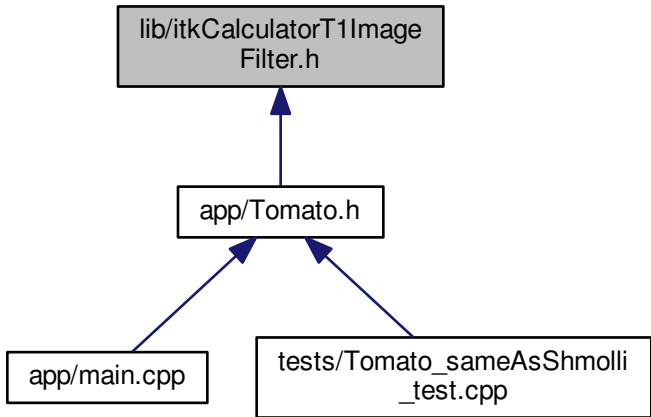 lib/itkCalculatorT1Image
Filter.h
app/Tomato.h
app/main.cpp
tests/Tomato_sameAsShmolli
_test.cpp